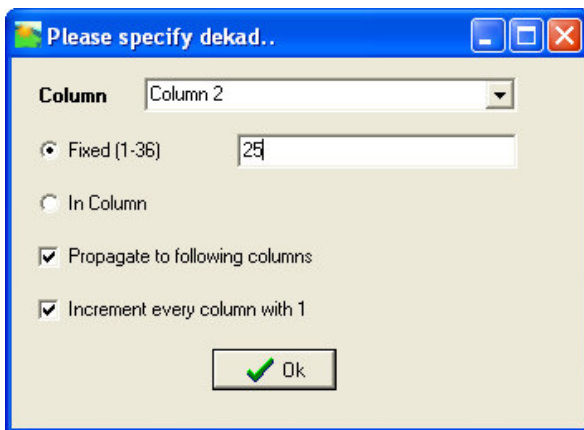 Please specify dekad..
Column Column 2
Fixed (1-36) 25
In Column
Propagate to following columns
Increment every column with 1
Ok